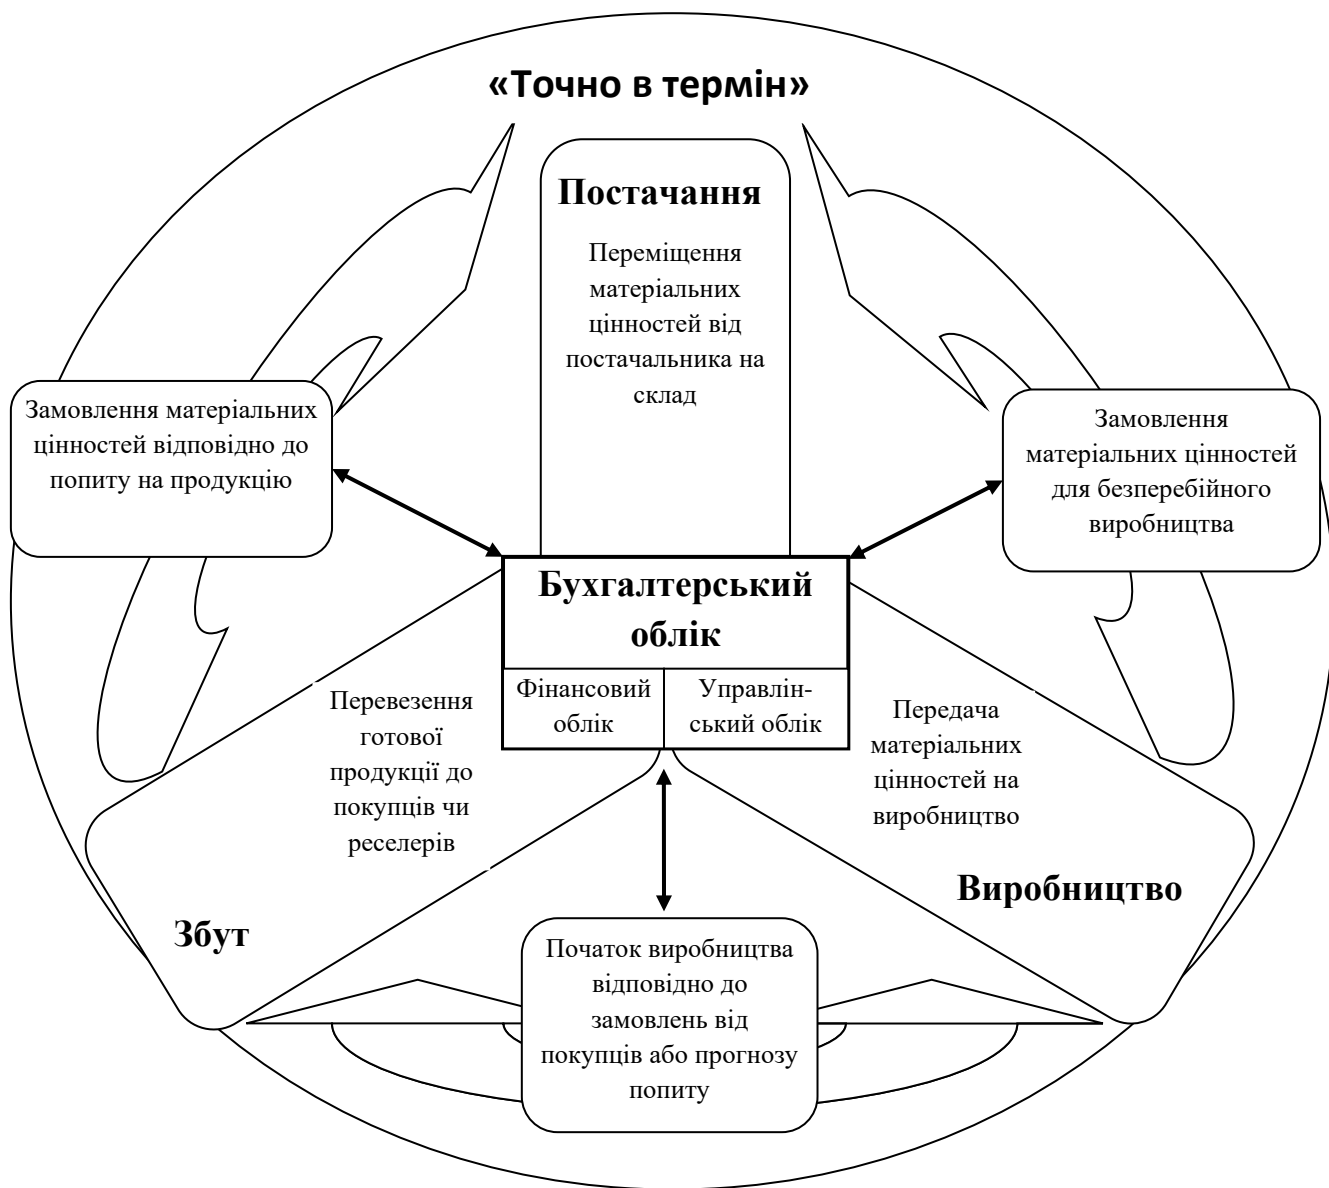 «Точно в термін»
Постачання
Переміщення
матеріальних
цінностей від
постачальника на
склад
Замовлення матеріальних
цінностей відповідно до
попиту на продукцію
Замовлення
матеріальних цінностей
для безперебійного
виробництва
Бухгалтерський
облік
Фінансовий
облік
Управлін-
ський облік
Перевезення
готової
продукції до
покупців чи
реселерів
Збут
Передача
матеріальних
цінностей на
виробництво
Виробництво
Початок виробництва
відповідно до
замовлень від
покупців або прогнозу
попиту